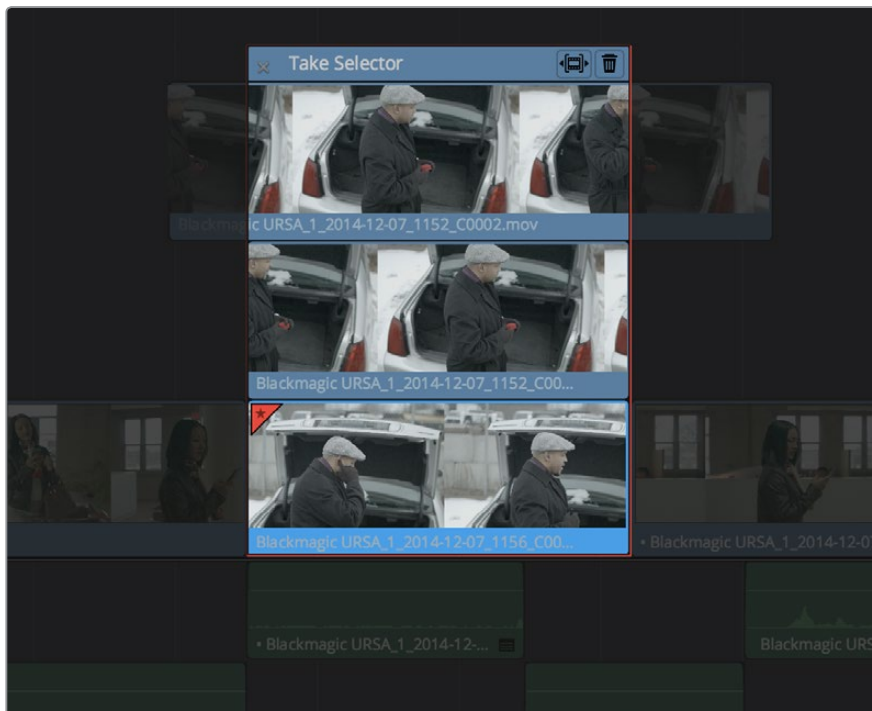 Take Selector
Blackmagic URSA_1_2014-12-07_1152_C0002.mov
Blackmagic URSA_1_2014-12-07_1152_C00...
Blackmagic URSA_1_2014-12-07_1156_C00...
• Blackmagic URSA_1_2014-12-0
• Blackmagic URSA_1_2014-12-...
Blackmagic URS